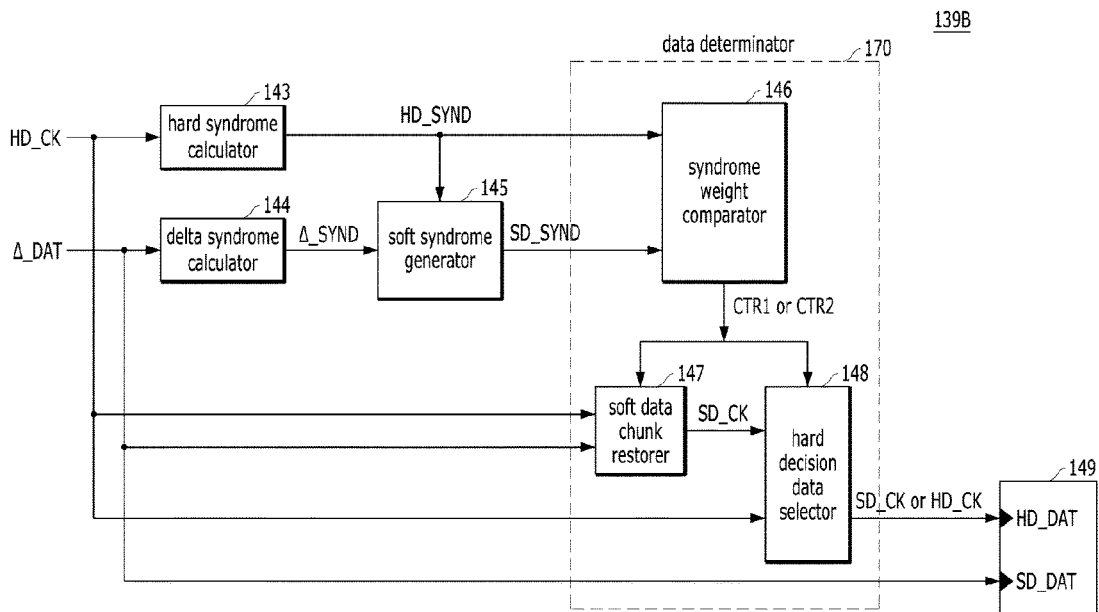 139B
data determinator
170
143
146
HD_CK
hard syndrome
calculator
HD_SYND
syndrome
weight
comparator
144
145
Δ_DAT
delta syndrome
calculator
Δ_SYND
soft syndrome
generator
SD_SYND
CTR1 or CTR2
147
148
soft data
chunk
restorer
SD_CK
hard
decision
data
selector
149
SD_CK or HD_CK
HD_DAT
SD_DAT